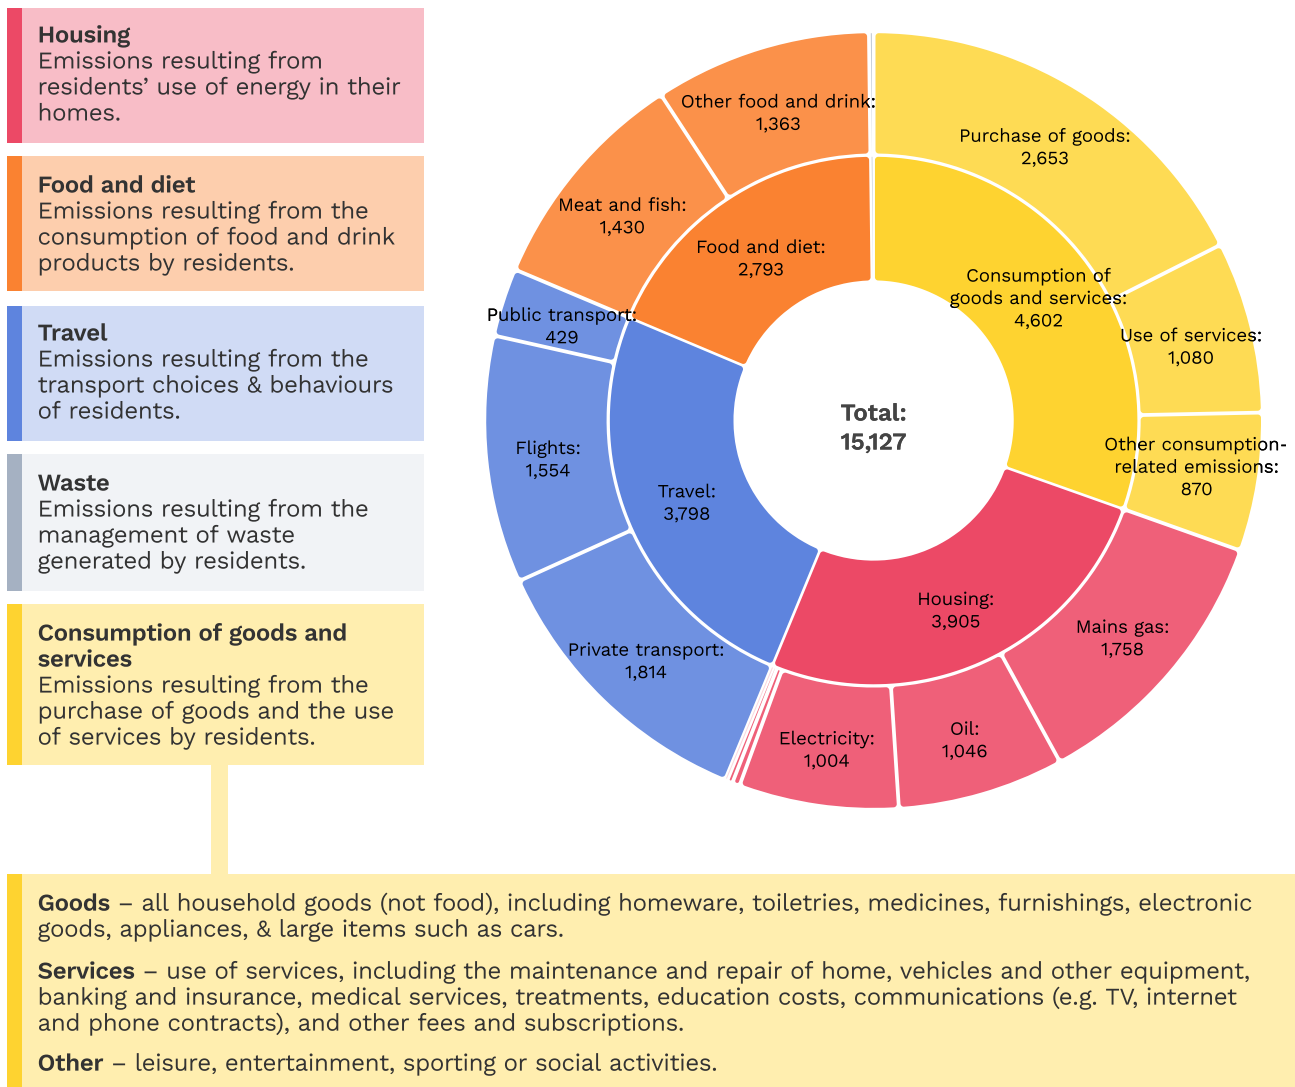 Housing
Emissions resulting from
residents’ use of energy in their
homes.
Food and diet
Emissions resulting from the
consumption of food and drink
products by residents.
Travel
Emissions resulting from the
transport choices & behaviours
of residents.
Waste
Emissions resulting from the
management of waste
generated by residents.
Consumption of goods and
services
Emissions resulting from the
purchase of goods and the use
of services by residents.
Other food and drink:
1,363
Purchase of goods:
2,653
Meat and fish:
1,430
Food and diet:
2,793
Consumption of
goods and services:
4,602
Public transport:
429
Use of services:
1,080
Total:
15,127
Flights:
1,554
Other consumption-
related emissions:
870
Travel:
3,798
Housing:
3,905
Mains gas:
1,758
Private transport:
1,814
Electricity:
1,004
Oil:
1,046
Goods – all household goods (not food), including homeware, toiletries, medicines, furnishings, electronic
goods, appliances, & large items such as cars.
Services – use of services, including the maintenance and repair of home, vehicles and other equipment,
banking and insurance, medical services, treatments, education costs, communications (e.g. TV, internet
and phone contracts), and other fees and subscriptions.
Other – leisure, entertainment, sporting or social activities.